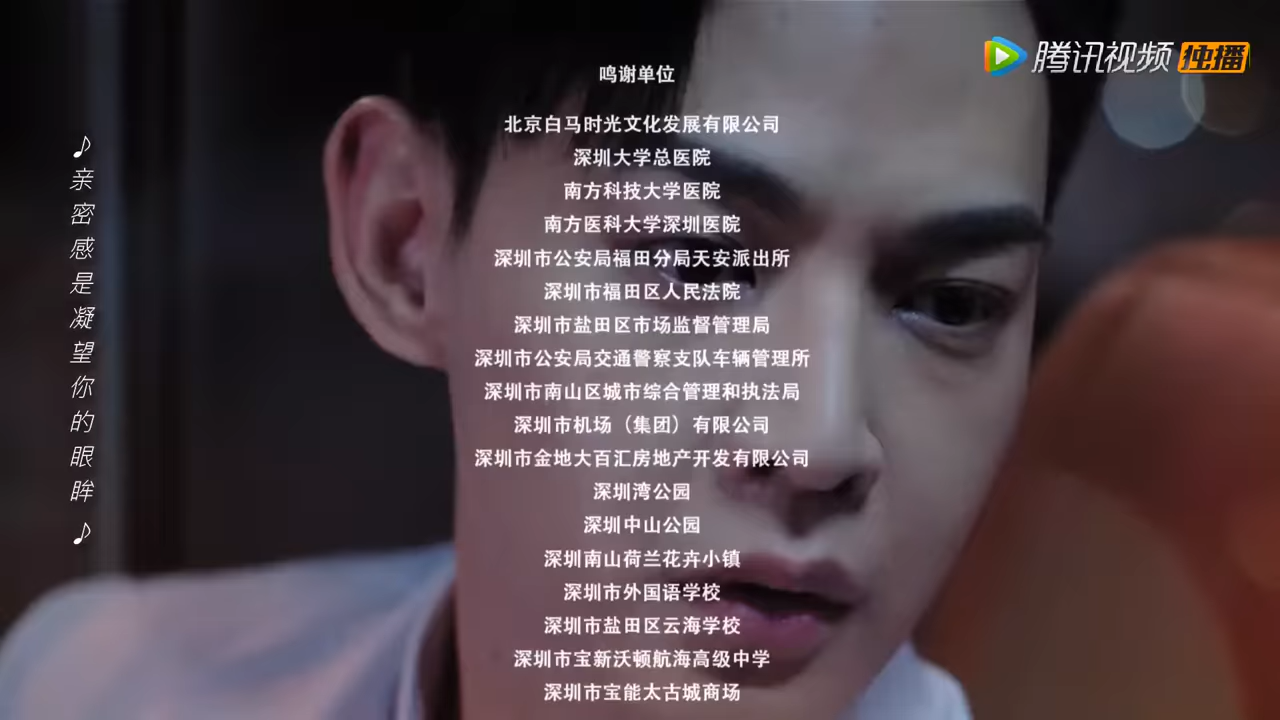 腾讯视频 独播
♪亲密感是凝望你的眼眸♪
鸣谢单位
北京白马时光文化发展有限公司
深圳大学总医院
南方科技大学医院
南方医科大学深圳医院
深圳市公安局福田分局天安派出所
深圳市福田区人民法院
深圳市盐田区市场监督管理局
深圳市公安局交通警察支队车辆管理所
深圳市南山区城市综合管理和执法局
深圳市机场（集团）有限公司
深圳市金地大百汇房地产开发有限公司
深圳湾公园
深圳中山公园
深圳南山荷兰花卉小镇
深圳市外国语学校
深圳市盐田区云海学校
深圳市宝新沃顿航海高级中学
深圳市宝能太古城商场